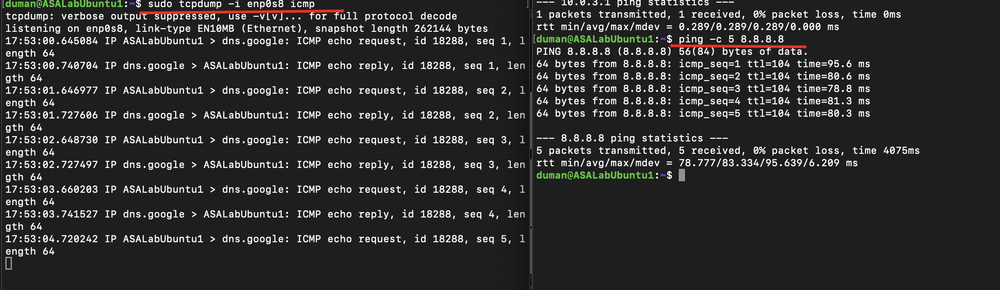 duman@ASALabUbuntu1:~$ sudo tcpdump -i enp0s8 icmp
tcpdump: verbose output suppressed, use -v[v]... for full protocol decode
listening on enp0s8, link-type EN10MB (Ethernet), snapshot length 262144 bytes
17:53:00.645084 IP ASALabUbuntu1 > dns.google: ICMP echo request, id 18288, seq 1, l
ength 64
17:53:00.740704 IP dns.google > ASALabUbuntu1: ICMP echo reply, id 18288, seq 1, len
gth 64
17:53:01.646977 IP ASALabUbuntu1 > dns.google: ICMP echo request, id 18288, seq 2, l
ength 64
17:53:01.727606 IP dns.google > ASALabUbuntu1: ICMP echo reply, id 18288, seq 2, len
gth 64
17:53:02.648730 IP ASALabUbuntu1 > dns.google: ICMP echo request, id 18288, seq 3, l
ength 64
17:53:02.727497 IP dns.google > ASALabUbuntu1: ICMP echo reply, id 18288, seq 3, len
gth 64
17:53:03.660203 IP ASALabUbuntu1 > dns.google: ICMP echo request, id 18288, seq 4, l
ength 64
17:53:03.741527 IP dns.google > ASALabUbuntu1: ICMP echo reply, id 18288, seq 4, len
gth 64
17:53:04.720242 IP ASALabUbuntu1 > dns.google: ICMP echo request, id 18288, seq 5, l
ength 64
--- 10.0.3.1 ping statistics ---
1 packets transmitted, 1 received, 0% packet loss, time 0ms
rtt min/avg/max/mdev = 0.289/0.289/0.289/0.000 ms
duman@ASALabUbuntu1:~$ ping -c 5 8.8.8.8
PING 8.8.8.8 (8.8.8.8) 56(84) bytes of data.
64 bytes from 8.8.8.8: icmp_seq=1 ttl=104 time=95.6 ms
64 bytes from 8.8.8.8: icmp_seq=2 ttl=104 time=80.6 ms
64 bytes from 8.8.8.8: icmp_seq=3 ttl=104 time=78.8 ms
64 bytes from 8.8.8.8: icmp_seq=4 ttl=104 time=81.3 ms
64 bytes from 8.8.8.8: icmp_seq=5 ttl=104 time=80.3 ms
--- 8.8.8.8 ping statistics ---
5 packets transmitted, 5 received, 0% packet loss, time 4075ms
rtt min/avg/max/mdev = 78.777/83.334/95.639/6.209 ms
duman@ASALabUbuntu1:~$